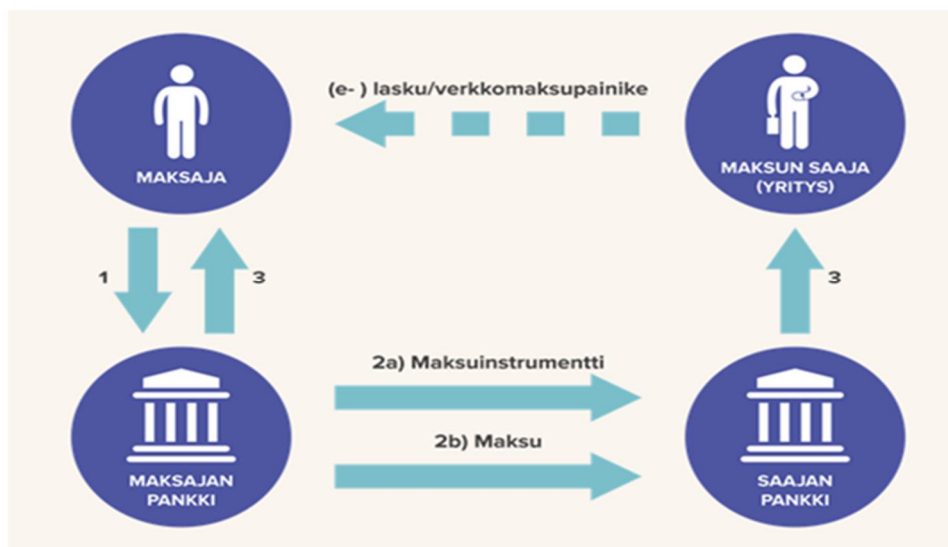 (e- ) lasku/verkkomaksupainike
MAKSAJA
MAKSUN SAAJA
(YRITYS)
1
3
3
2a) Maksuinstrumentti
2b) Maksu
MAKSAJAN
PANKKI
SAAJAN
PANKKI